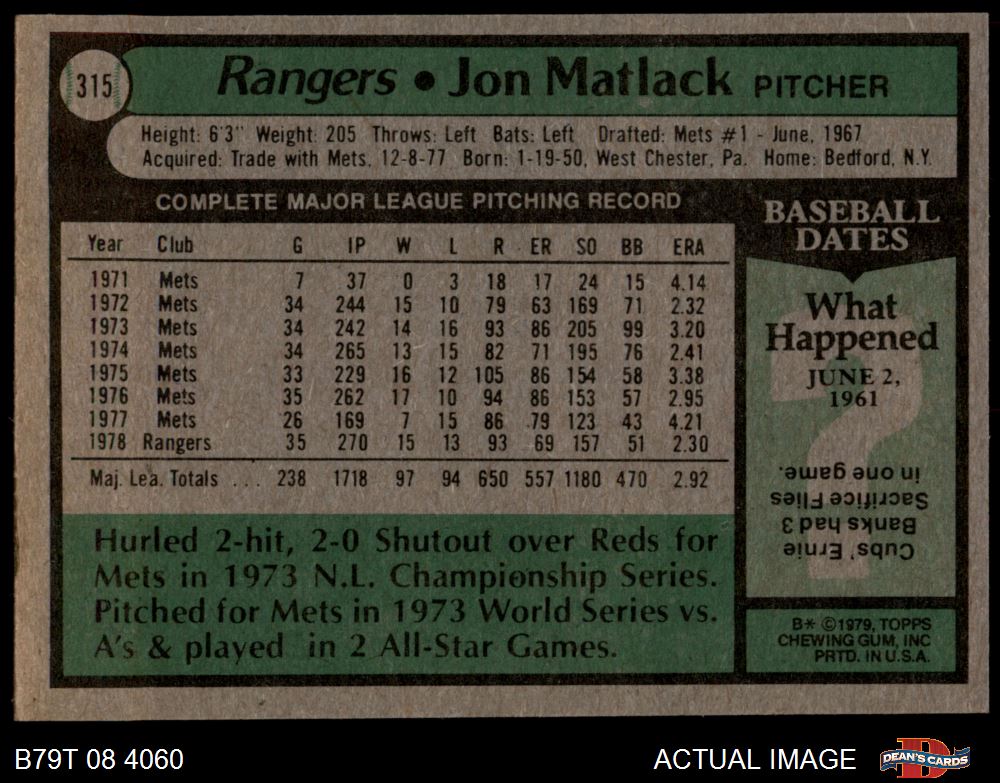 315
Rangers • Jon Matlack PITCHER
Height: 6'3" Weight: 205 Throws: Left Bats: Left Drafted: Mets #1 - June, 1967
Acquired: Trade with Mets, 12-8-77 Born: 1-19-50, West Chester, Pa. Home: Bedford, N.Y.
COMPLETE MAJOR LEAGUE PITCHING RECORD
Year Club G IP W L R ER SO BB ERA
1971 Mets 7 37 0 3 18 17 24 15 4.14
1972 Mets 34 244 15 10 79 63 169 71 2.32
1973 Mets 34 242 14 16 93 86 205 99 3.20
1974 Mets 34 265 13 15 82 71 195 76 2.41
1975 Mets 33 229 16 12 105 86 154 58 3.38
1976 Mets 35 262 17 10 94 86 153 57 2.95
1977 Mets 26 169 7 15 86 79 123 43 4.21
1978 Rangers 35 270 15 13 93 69 157 51 2.30
Maj. Lea. Totals ... 238 1718 97 94 650 557 1180 470 2.92
Hurled 2-hit, 2-0 Shutout over Reds for
Mets in 1973 N.L. Championship Series.
Pitched for Mets in 1973 World Series vs.
A's & played in 2 All-Star Games.
BASEBALL
DATES
What
Happened
JUNE 2,
1961
?
Cubs' Ernie
Banks had 3
Sacrifice Flies
in one game.
B* ©1979, TOPPS
CHEWING GUM, INC
PRTD. IN U.S.A.
B79T 08 4060
ACTUAL IMAGE
D
DEAN'S CARDS